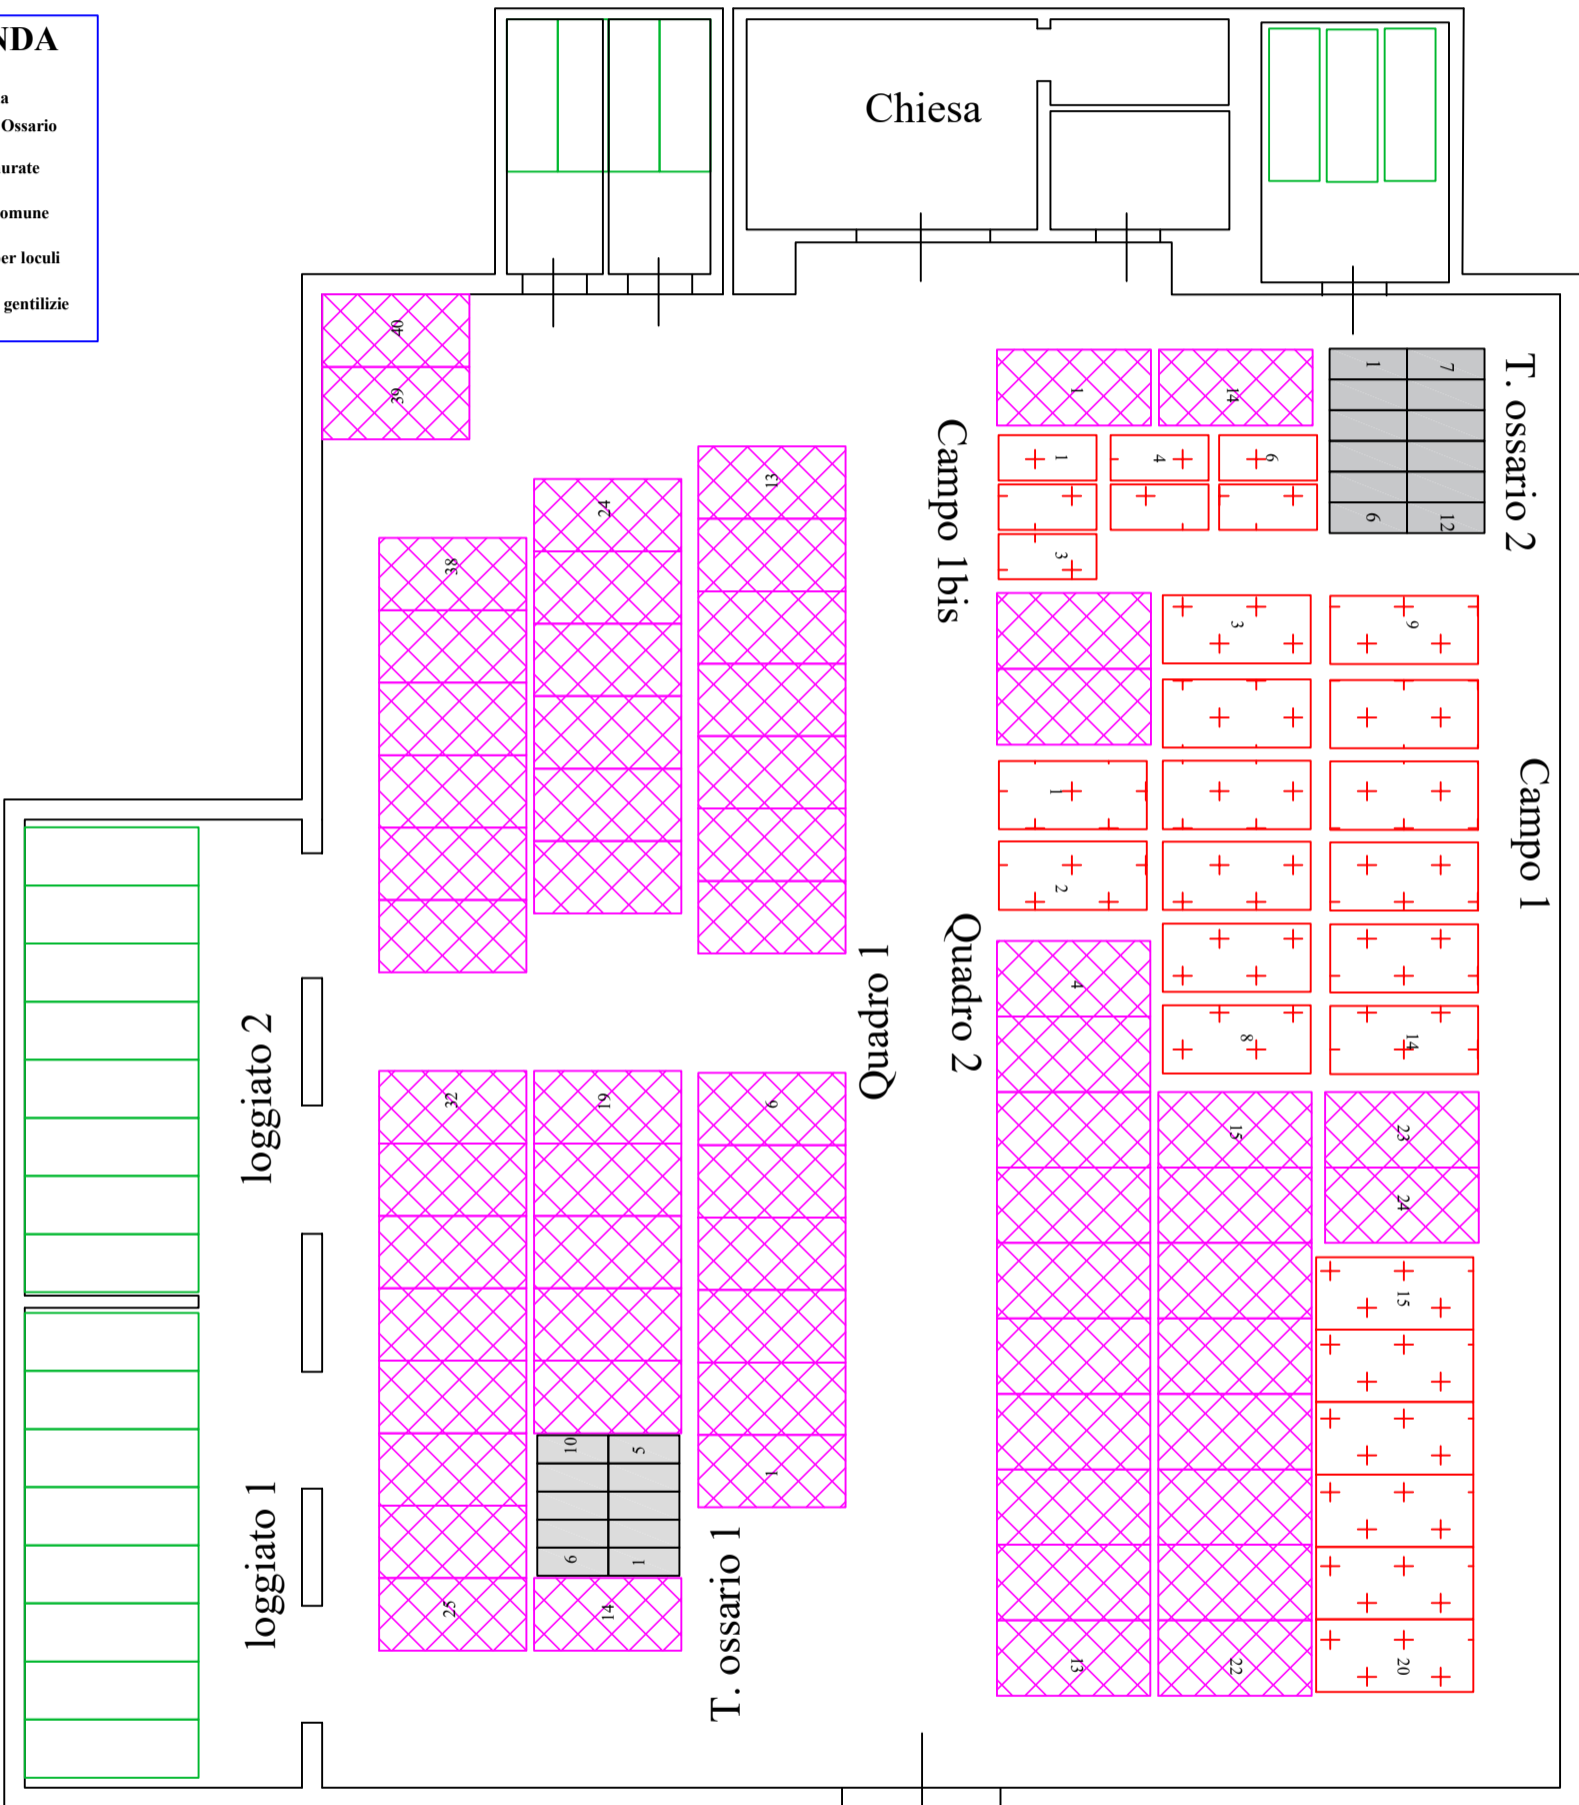 NDA
a
Ossario
urate
omune
er loculi
gentilizie
Chiesa
40
39
1
14
1
7
6
12
T. ossario 2
1
4
6
3
Campo 1bis
13
24
38
3
9
Campo 1
1
2
8
14
Quadro 1
Quadro 2
4
loggiato 2
32
19
9
15
23
24
15
20
10
5
6
1
1
loggiato 1
25
14
T. ossario 1
13
22